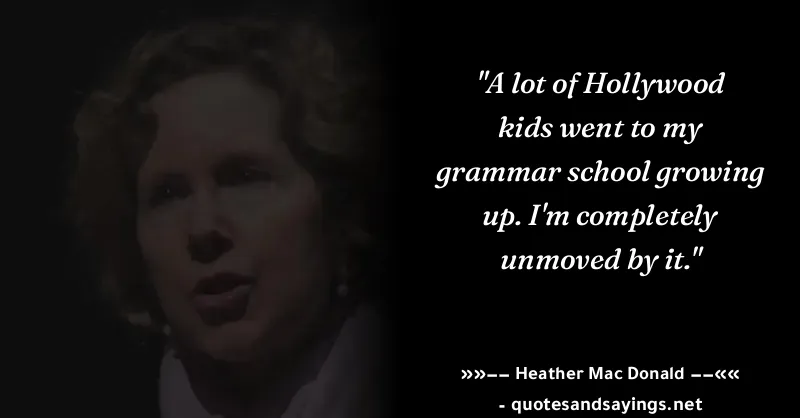 "A lot of Hollywood
kids went to my
grammar school growing
up. I'm completely
unmoved by it."
»»−− Heather Mac Donald −−««
- quotesandsayings.net